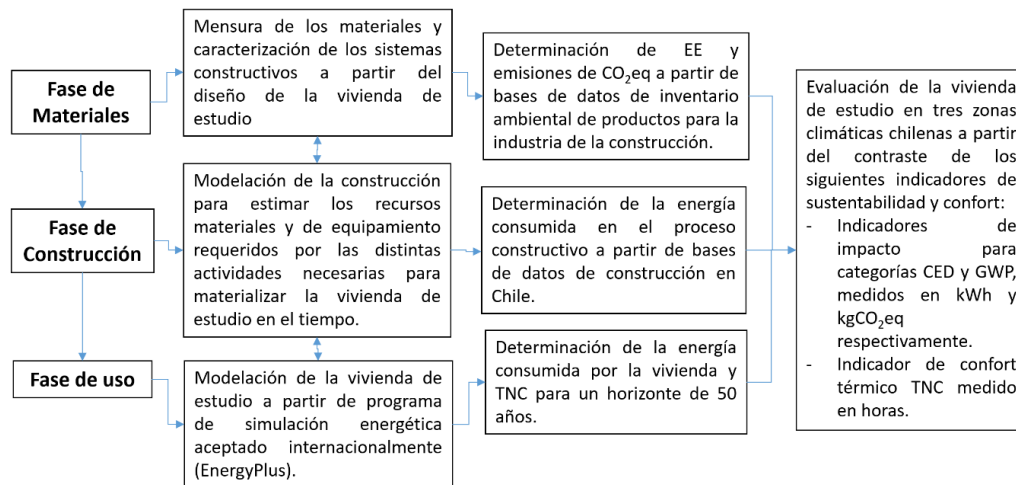 Fase de
Materiales
Mensura de los materiales y
caracterización de los sistemas
constructivos a partir del
diseño de la vivienda de
estudio
Determinación de EE y
emisiones de CO₂eq a partir de
bases de datos de inventario
ambiental de productos para la
industria de la construcción.
Fase de
Construcción
Modelación de la construcción
para estimar los recursos
materiales y de equipamiento
requeridos por las distintas
actividades necesarias para
materializar la vivienda de
estudio en el tiempo.
Determinación de la energía
consumida en el proceso
constructivo a partir de bases
de datos de construcción en
Chile.
Fase de uso
Modelación de la vivienda de
estudio a partir de programa
de simulación energética
aceptado internacionalmente
(EnergyPlus).
Determinación de la energía
consumida por la vivienda y
TNC para un horizonte de 50
años.
Evaluación de la vivienda
de estudio en tres zonas
climáticas chilenas a partir
del contraste de los
siguientes indicadores de
sustentabilidad y confort:
- Indicadores de
impacto para
categorías CED y GWP,
medidos en kWh y
kgCO₂eq
respectivamente.
- Indicador de confort
térmico TNC medido
en horas.